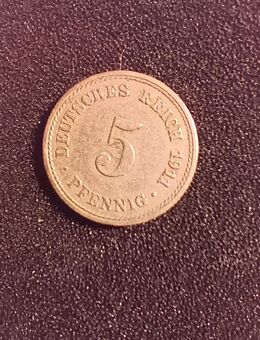 DEUTSCHES REICH 1911
5
PFENNIG